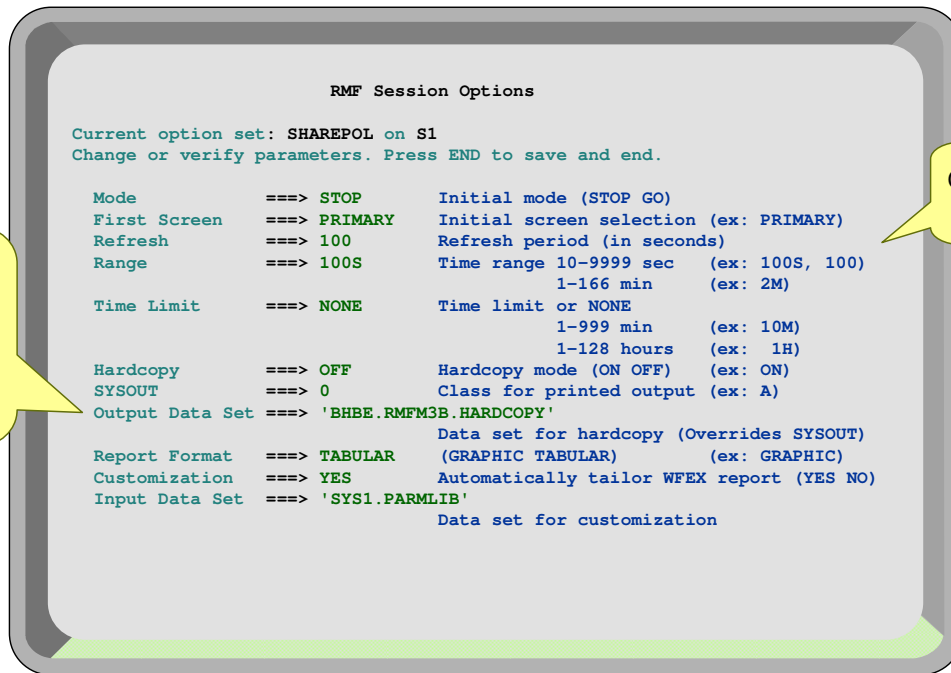 RMF Session Options
Current option set: SHAREPOL on S1
Change or verify parameters. Press END to save and end.
Mode ===> STOP Initial mode (STOP GO)
First Screen ===> PRIMARY Initial screen selection (ex: PRIMARY)
Refresh ===> 100 Refresh period (in seconds)
Range ===> 100S Time range 10-9999 sec (ex: 100S, 100)
1-166 min (ex: 2M)
Time Limit ===> NONE Time limit or NONE
1-999 min (ex: 10M)
1-128 hours (ex: 1H)
Hardcopy ===> OFF Hardcopy mode (ON OFF) (ex: ON)
SYSOUT ===> 0 Class for printed output (ex: A)
Output Data Set ===> 'BHBE.RMFM3B.HARDCOPY'
Data set for hardcopy (Overrides SYSOUT)
Report Format ===> TABULAR (GRAPHIC TABULAR) (ex: GRAPHIC)
Customization ===> YES Automatically tailor WFEX report (YES NO)
Input Data Set ===> 'SYS1.PARMLIB'
Data set for customization